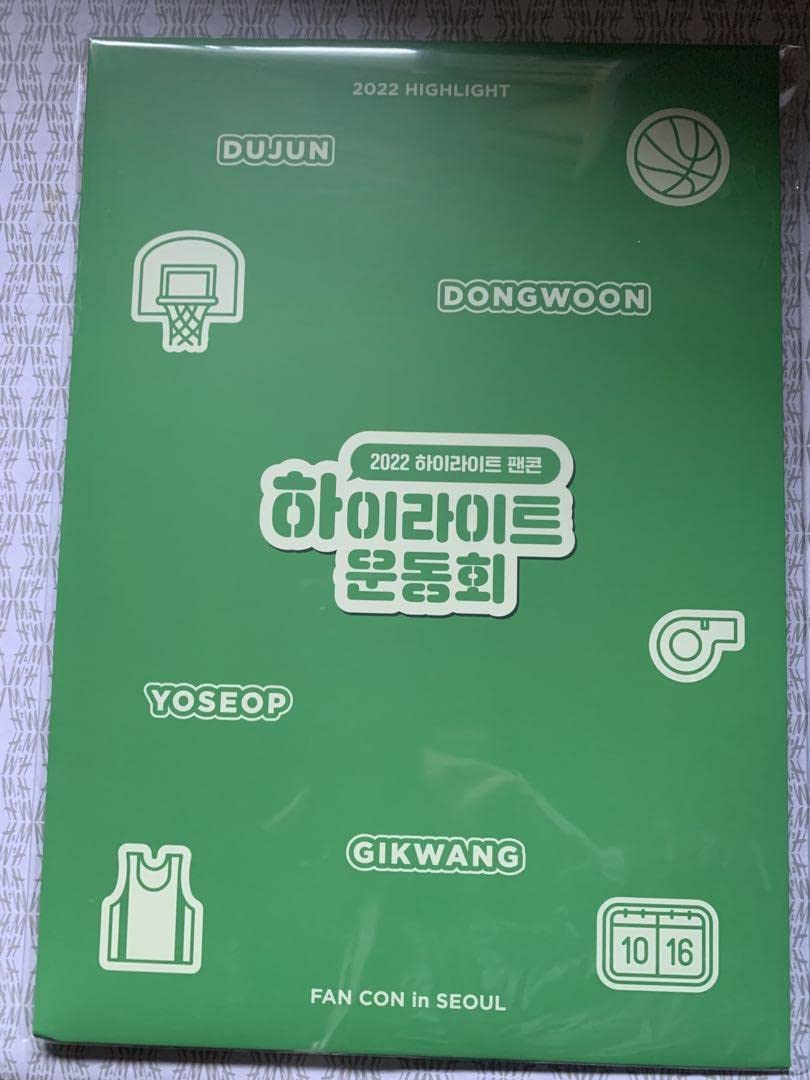 2022 HIGHLIGHT
DUJUN
DONGWOON
2022 하이라이트 팬콘
하이라이트
운동회
YOSEOP
GIKWANG
10 16
FAN CON in SEOUL